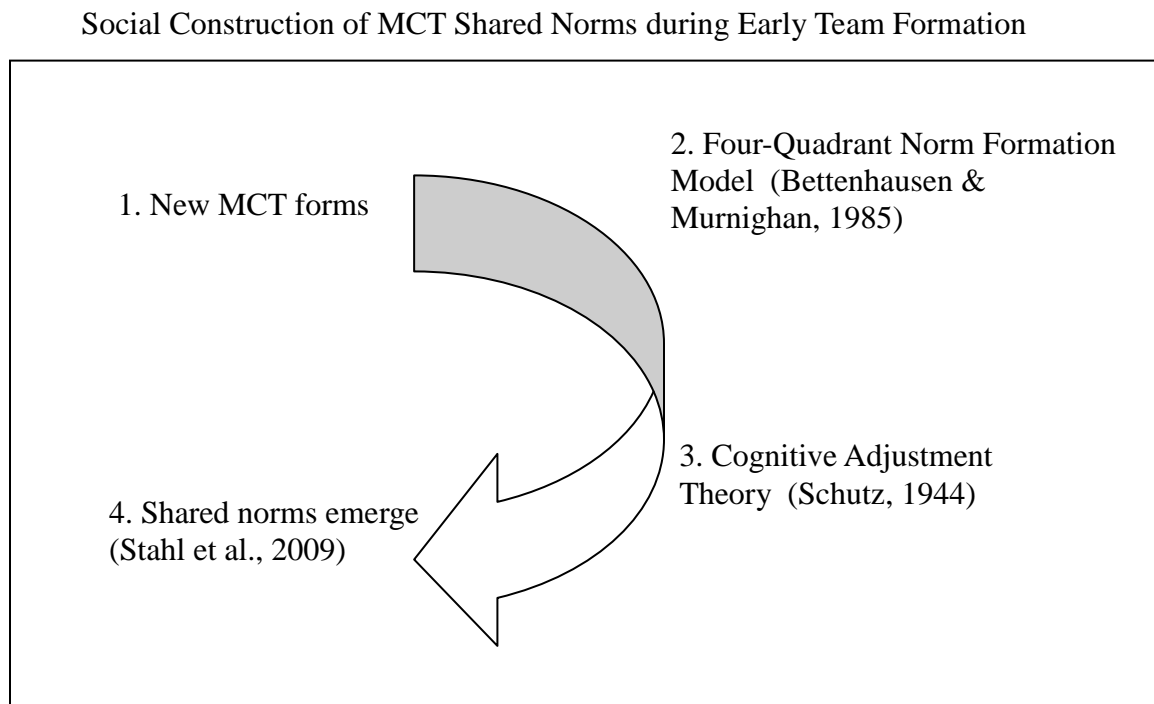 Social Construction of MCT Shared Norms during Early Team Formation
1. New MCT forms
2. Four-Quadrant Norm Formation
Model (Bettenhausen &
Murnighan, 1985)
3. Cognitive Adjustment
Theory (Schutz, 1944)
4. Shared norms emerge
(Stahl et al., 2009)